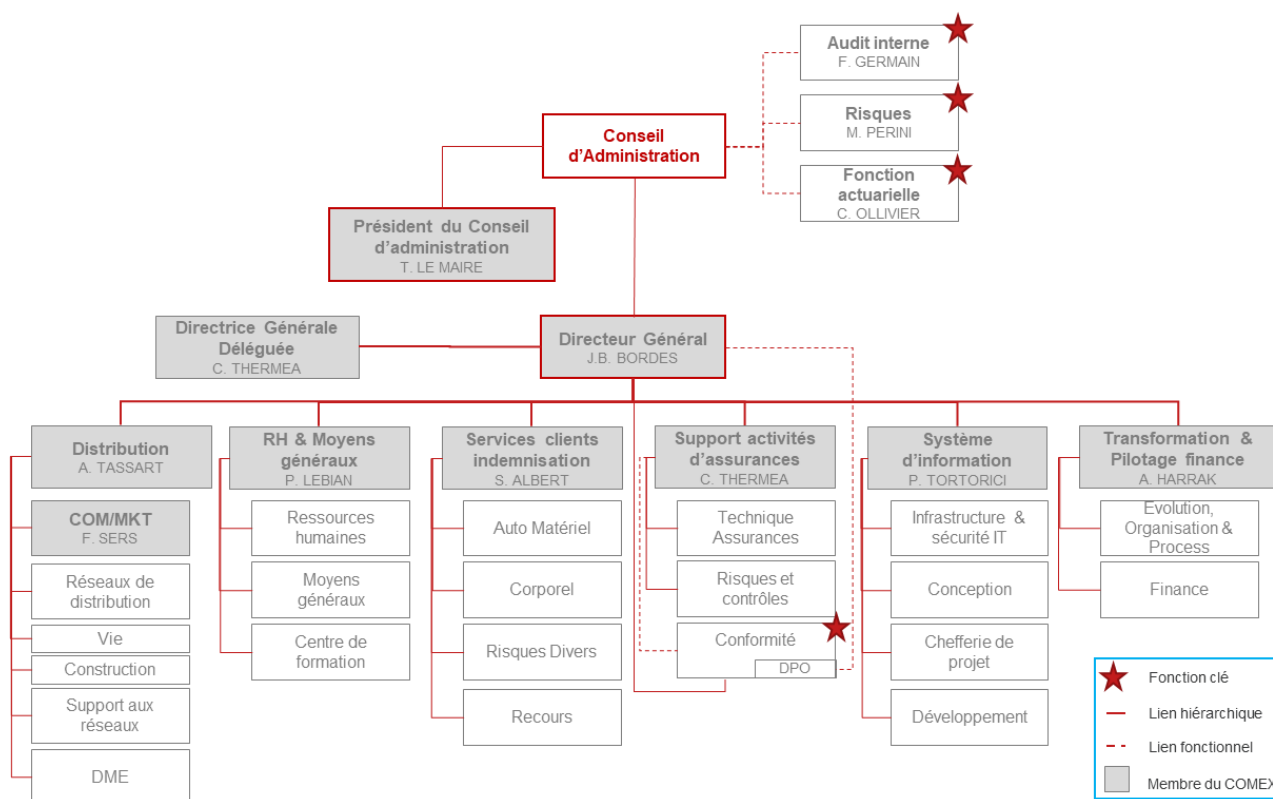 Audit interne
F. GERMAIN
Risques
M. PERINI
Fonction
actuarielle
C. OLLIVIER
Conseil
d'Administration
Président du Conseil
d'administration
T. LE MAIRE
Directrice Générale
Déléguée
C. THERMEA
Directeur Général
J.B. BORDES
Distribution
A. TASSART
COM/MKT
F. SERS
Réseaux de
distribution
Vie
Construction
Support aux
réseaux
DME
RH & Moyens
généraux
P. LEBIAN
Ressources
humaines
Moyens
généraux
Centre de
formation
Services clients
indemnisation
S. ALBERT
Auto Matériel
Corporel
Risques Divers
Recours
Support activités
d'assurances
C. THERMEA
Technique
Assurances
Risques et
contrôles
Conformité
DPO
Système
d'information
P. TORTORICI
Infrastructure &
sécurité IT
Conception
Chefferie de
projet
Développement
Transformation &
Pilotage finance
A. HARRAK
Evolution,
Organisation &
Process
Finance
Fonction clé
Lien hiérarchique
Lien fonctionnel
Membre du COMEX